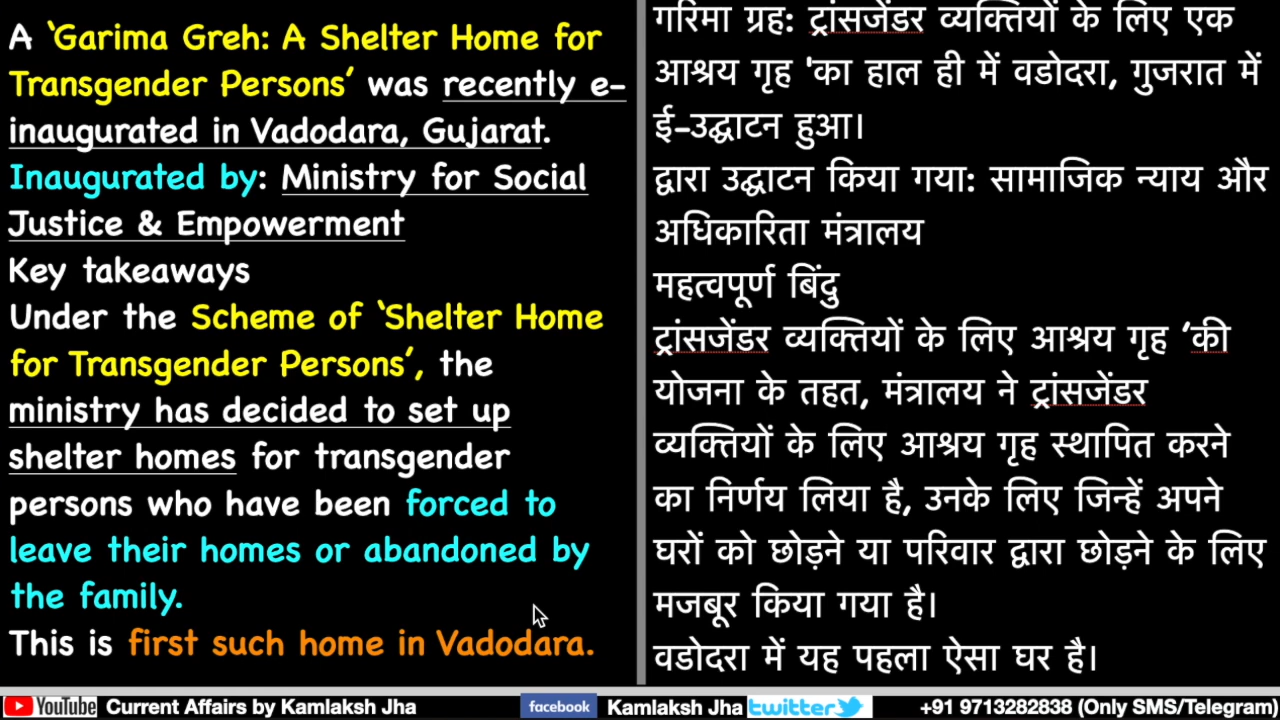 A ‘Garima Greh: A Shelter Home for
Transgender Persons’ was recently e-
inaugurated in Vadodara, Gujarat.
Inaugurated by: Ministry for Social
Justice & Empowerment
Key takeaways
Under the Scheme of ‘Shelter Home
for Transgender Persons’, the
ministry has decided to set up
shelter homes for transgender
persons who have been forced to
leave their homes or abandoned by
the family.
This is first such home in Vadodara.
गरिमा ग्रह: ट्रांसजेंडर व्यक्तियों के लिए एक
आश्रय गृह 'का हाल ही में वडोदरा, गुजरात में
ई-उद्घाटन हुआ।
द्वारा उद्घाटन किया गया: सामाजिक न्याय और
अधिकारिता मंत्रालय
महत्वपूर्ण बिंदु
ट्रांसजेंडर व्यक्तियों के लिए आश्रय गृह ’की
योजना के तहत, मंत्रालय ने ट्रांसजेंडर
व्यक्तियों के लिए आश्रय गृह स्थापित करने
का निर्णय लिया है, उनके लिए जिन्हें अपने
घरों को छोड़ने या परिवार द्वारा छोड़ने के लिए
मजबूर किया गया है।
वडोदरा में यह पहला ऐसा घर है।
YouTube Current Affairs by Kamlaksh Jha facebook Kamlaksh Jha twitter +91 9713282838 (Only SMS/Telegram)